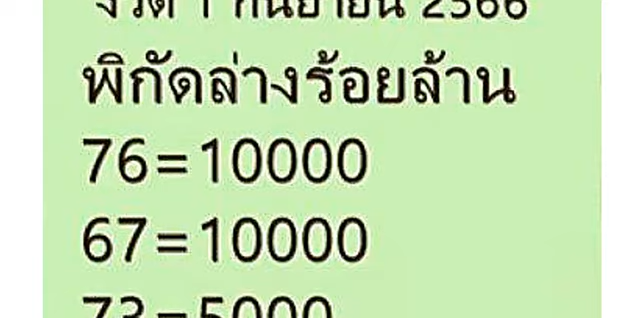 งวด 1 กันยายน 2566
พิกัดล่างร้อยล้าน
76=10000
67=10000
73=5000